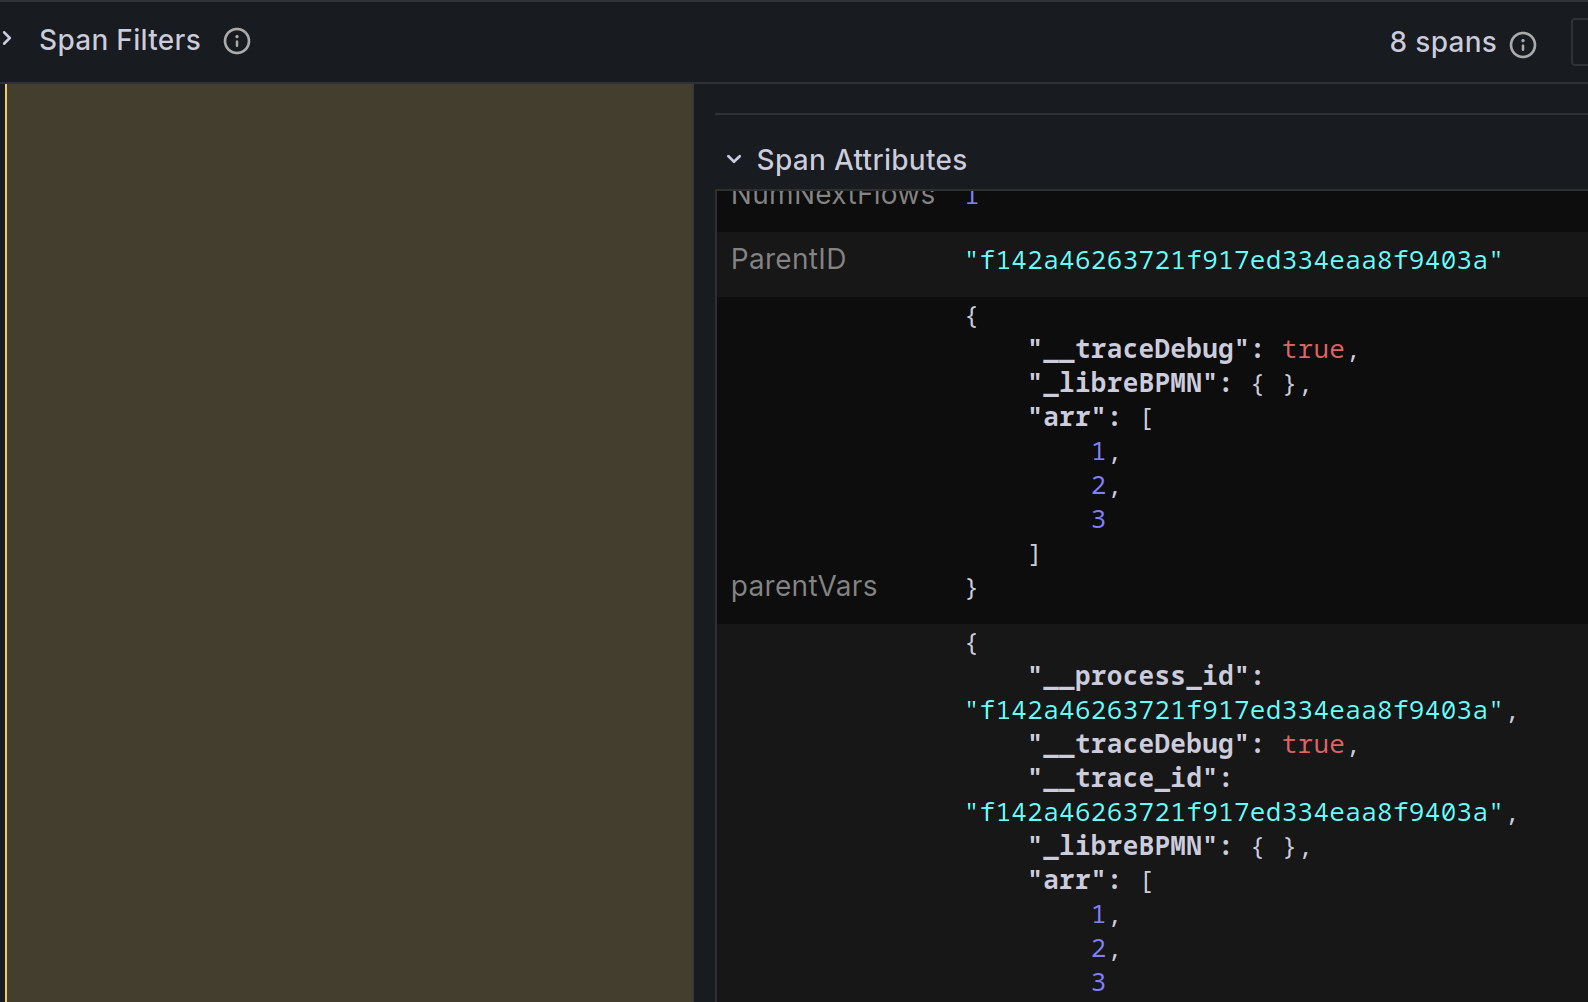 Span Filters
8 spans
Span Attributes
NumNextFlows 1
ParentID "f142a46263721f917ed334eaa8f9403a"
{
"__traceDebug": true,
"_libreBPMN": { },
"arr": [
1,
2,
3
]
parentVars }
{
"__process_id":
"f142a46263721f917ed334eaa8f9403a",
"__traceDebug": true,
"__trace_id":
"f142a46263721f917ed334eaa8f9403a",
"_libreBPMN": { },
"arr": [
1,
2,
3